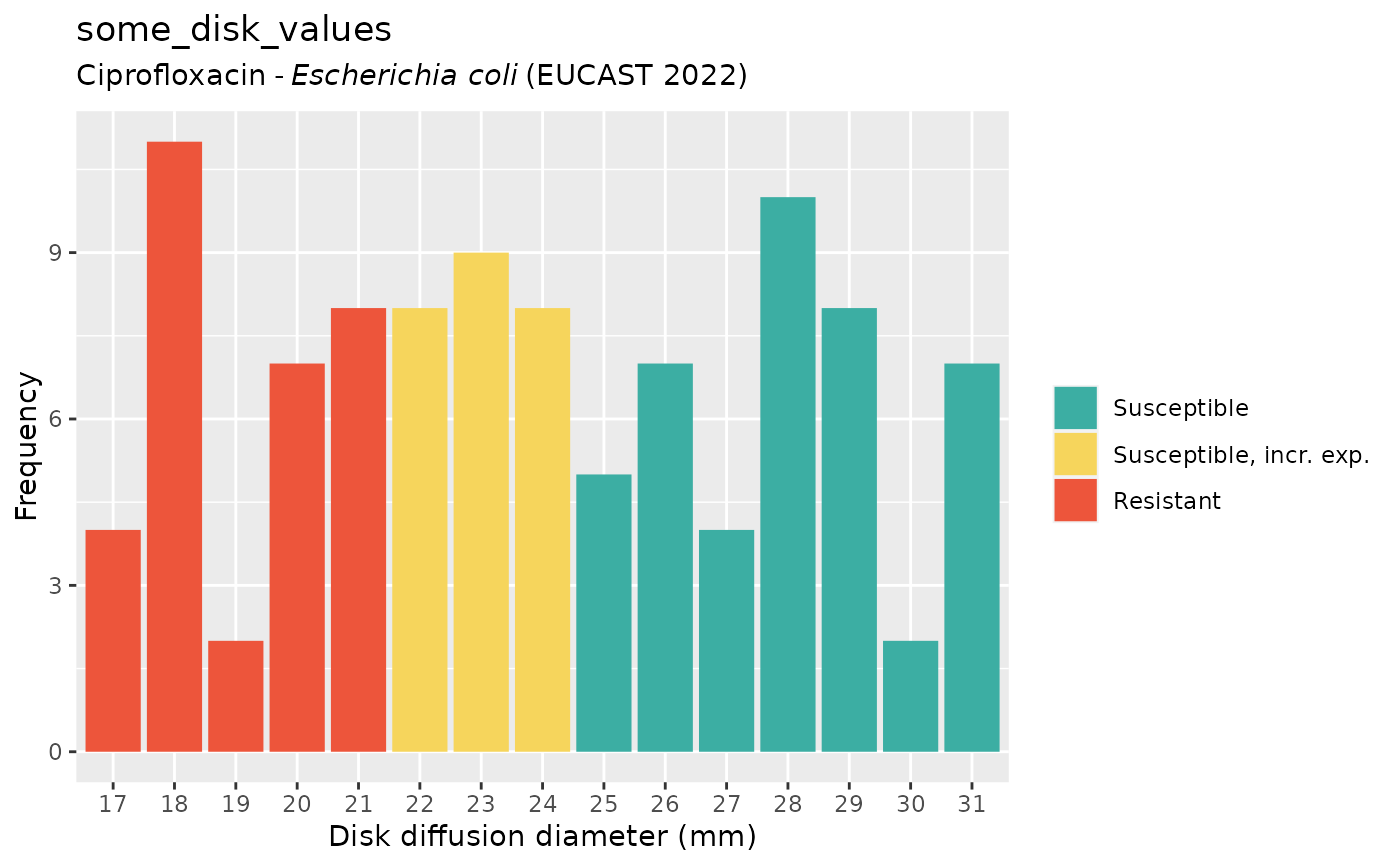 some_disk_values
Ciprofloxacin - Escherichia coli (EUCAST 2022)
Frequency
9
6
3
0
17 18 19 20 21 22 23 24 25 26 27 28 29 30 31
Disk diffusion diameter (mm)
Susceptible
Susceptible, incr. exp.
Resistant